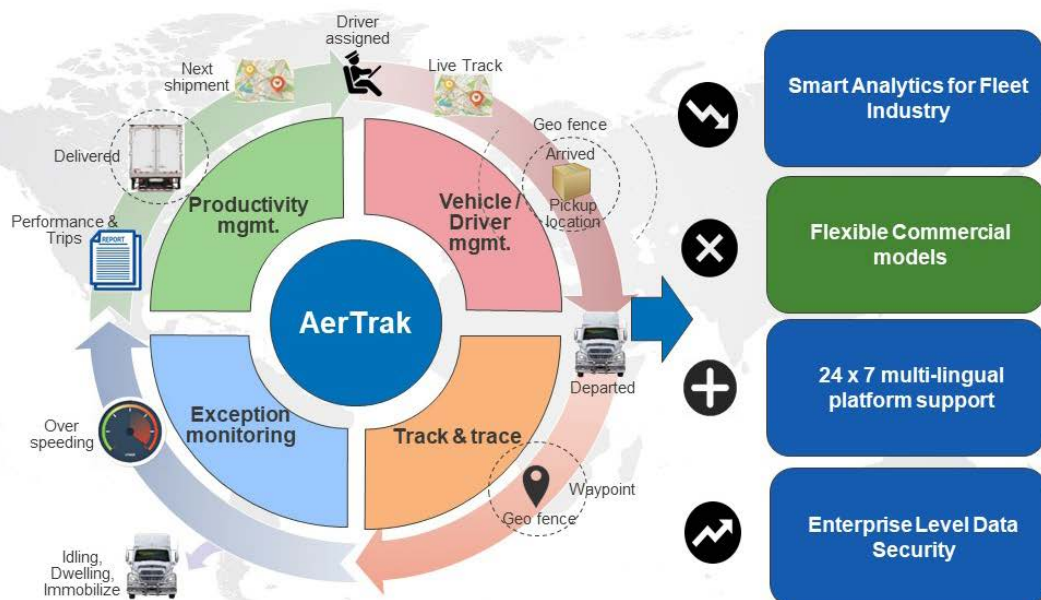 Driver
assigned
Next
shipment
Live Track
Geo fence
Arrived
Pickup
location
Delivered
Performance &
Trips
REPORT
Productivity
mgmt.
Vehicle /
Driver
mgmt.
AerTrak
Departed
Exception
monitoring
Track & trace
Over
speeding
Waypoint
Geo fence
Idling,
Dwelling,
Immobilize
Smart Analytics for Fleet
Industry
Flexible Commercial
models
24 x 7 multi-lingual
platform support
Enterprise Level Data
Security